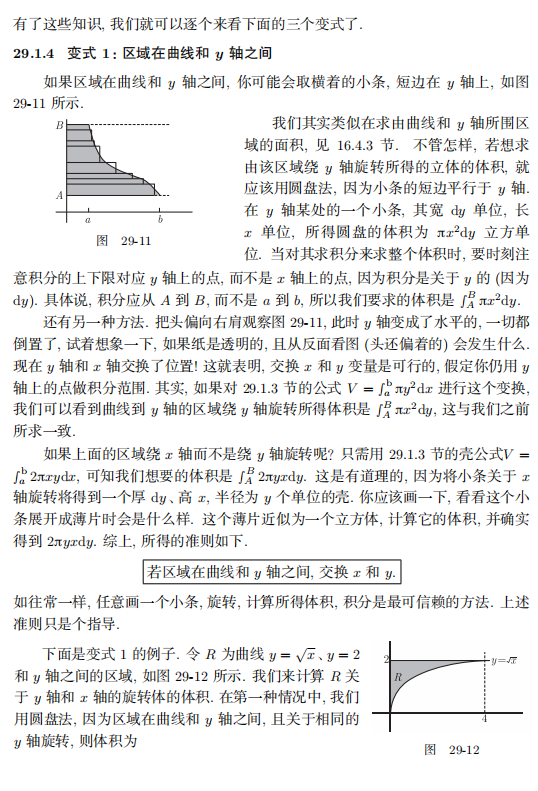 有了这些知识, 我们就可以逐个来看下面的三个变式了.
29.1.4 变式 1: 区域在曲线和 y 轴之间
如果区域在曲线和 y 轴之间, 你可能会取横着的小条, 短边在 y 轴上, 如图
29-11 所示.
B
A
a
b
图 29-11
我们其实类似在求由曲线和 y 轴所围区
域的面积, 见 16.4.3 节. 不管怎样, 若想求
由该区域绕 y 轴旋转所得的立体的体积, 就
应该用圆盘法, 因为小条的短边平行于 y 轴.
在 y 轴某处的一个小条, 其宽 dy 单位, 长
x 单位, 所得圆盘的体积为 πx²dy 立方单
位. 当对其求积分来求整个体积时, 要时刻注
意积分的上下限对应 y 轴上的点, 而不是 x 轴上的点, 因为积分是关于 y 的 (因为
dy). 具体说, 积分应从 A 到 B, 而不是 a 到 b, 所以我们要求的体积是 ∫_A^B πx²dy.
还有另一种方法. 把头偏向右肩观察图 29-11, 此时 y 轴变成了水平的, 一切都
倒置了, 试着想象一下, 如果纸是透明的, 且从反面看图 (头还偏着的) 会发生什么.
现在 y 轴和 x 轴交换了位置! 这就表明, 交换 x 和 y 变量是可行的, 假定你仍用 y
轴上的点做积分范围. 其实, 如果对 29.1.3 节的公式 V = ∫_a^b πy²dx 进行这个变换,
我们可以看到曲线到 y 轴的区域绕 y 轴旋转所得体积是 ∫_A^B πx²dy, 这与我们之前
所求一致.
如果上面的区域绕 x 轴而不是绕 y 轴旋转呢? 只需用 29.1.3 节的壳公式V =
∫_a^b 2πxydx, 可知我们想要的体积是 ∫_A^B 2πyxdy. 这是有道理的, 因为将小条关于 x
轴旋转将得到一个厚 dy、高 x, 半径为 y 个单位的壳. 你应该画一下, 看看这个小
条展开成薄片时会是什么样. 这个薄片近似为一个立方体, 计算它的体积, 并确实
得到 2πyxdy. 综上, 所得的准则如下.
若区域在曲线和 y 轴之间, 交换 x 和 y.
如往常一样, 任意画一个小条, 旋转, 计算所得体积, 积分是最可信赖的方法. 上述
准则只是个指导.
下面是变式 1 的例子. 令 R 为曲线 y = √x、y = 2
和 y 轴之间的区域, 如图 29-12 所示. 我们来计算 R 关
于 y 轴和 x 轴的旋转体的体积. 在第一种情况中, 我们
用圆盘法, 因为区域在曲线和 y 轴之间, 且关于相同的
y 轴旋转, 则体积为
2
y=√x
R
4
图 29-12